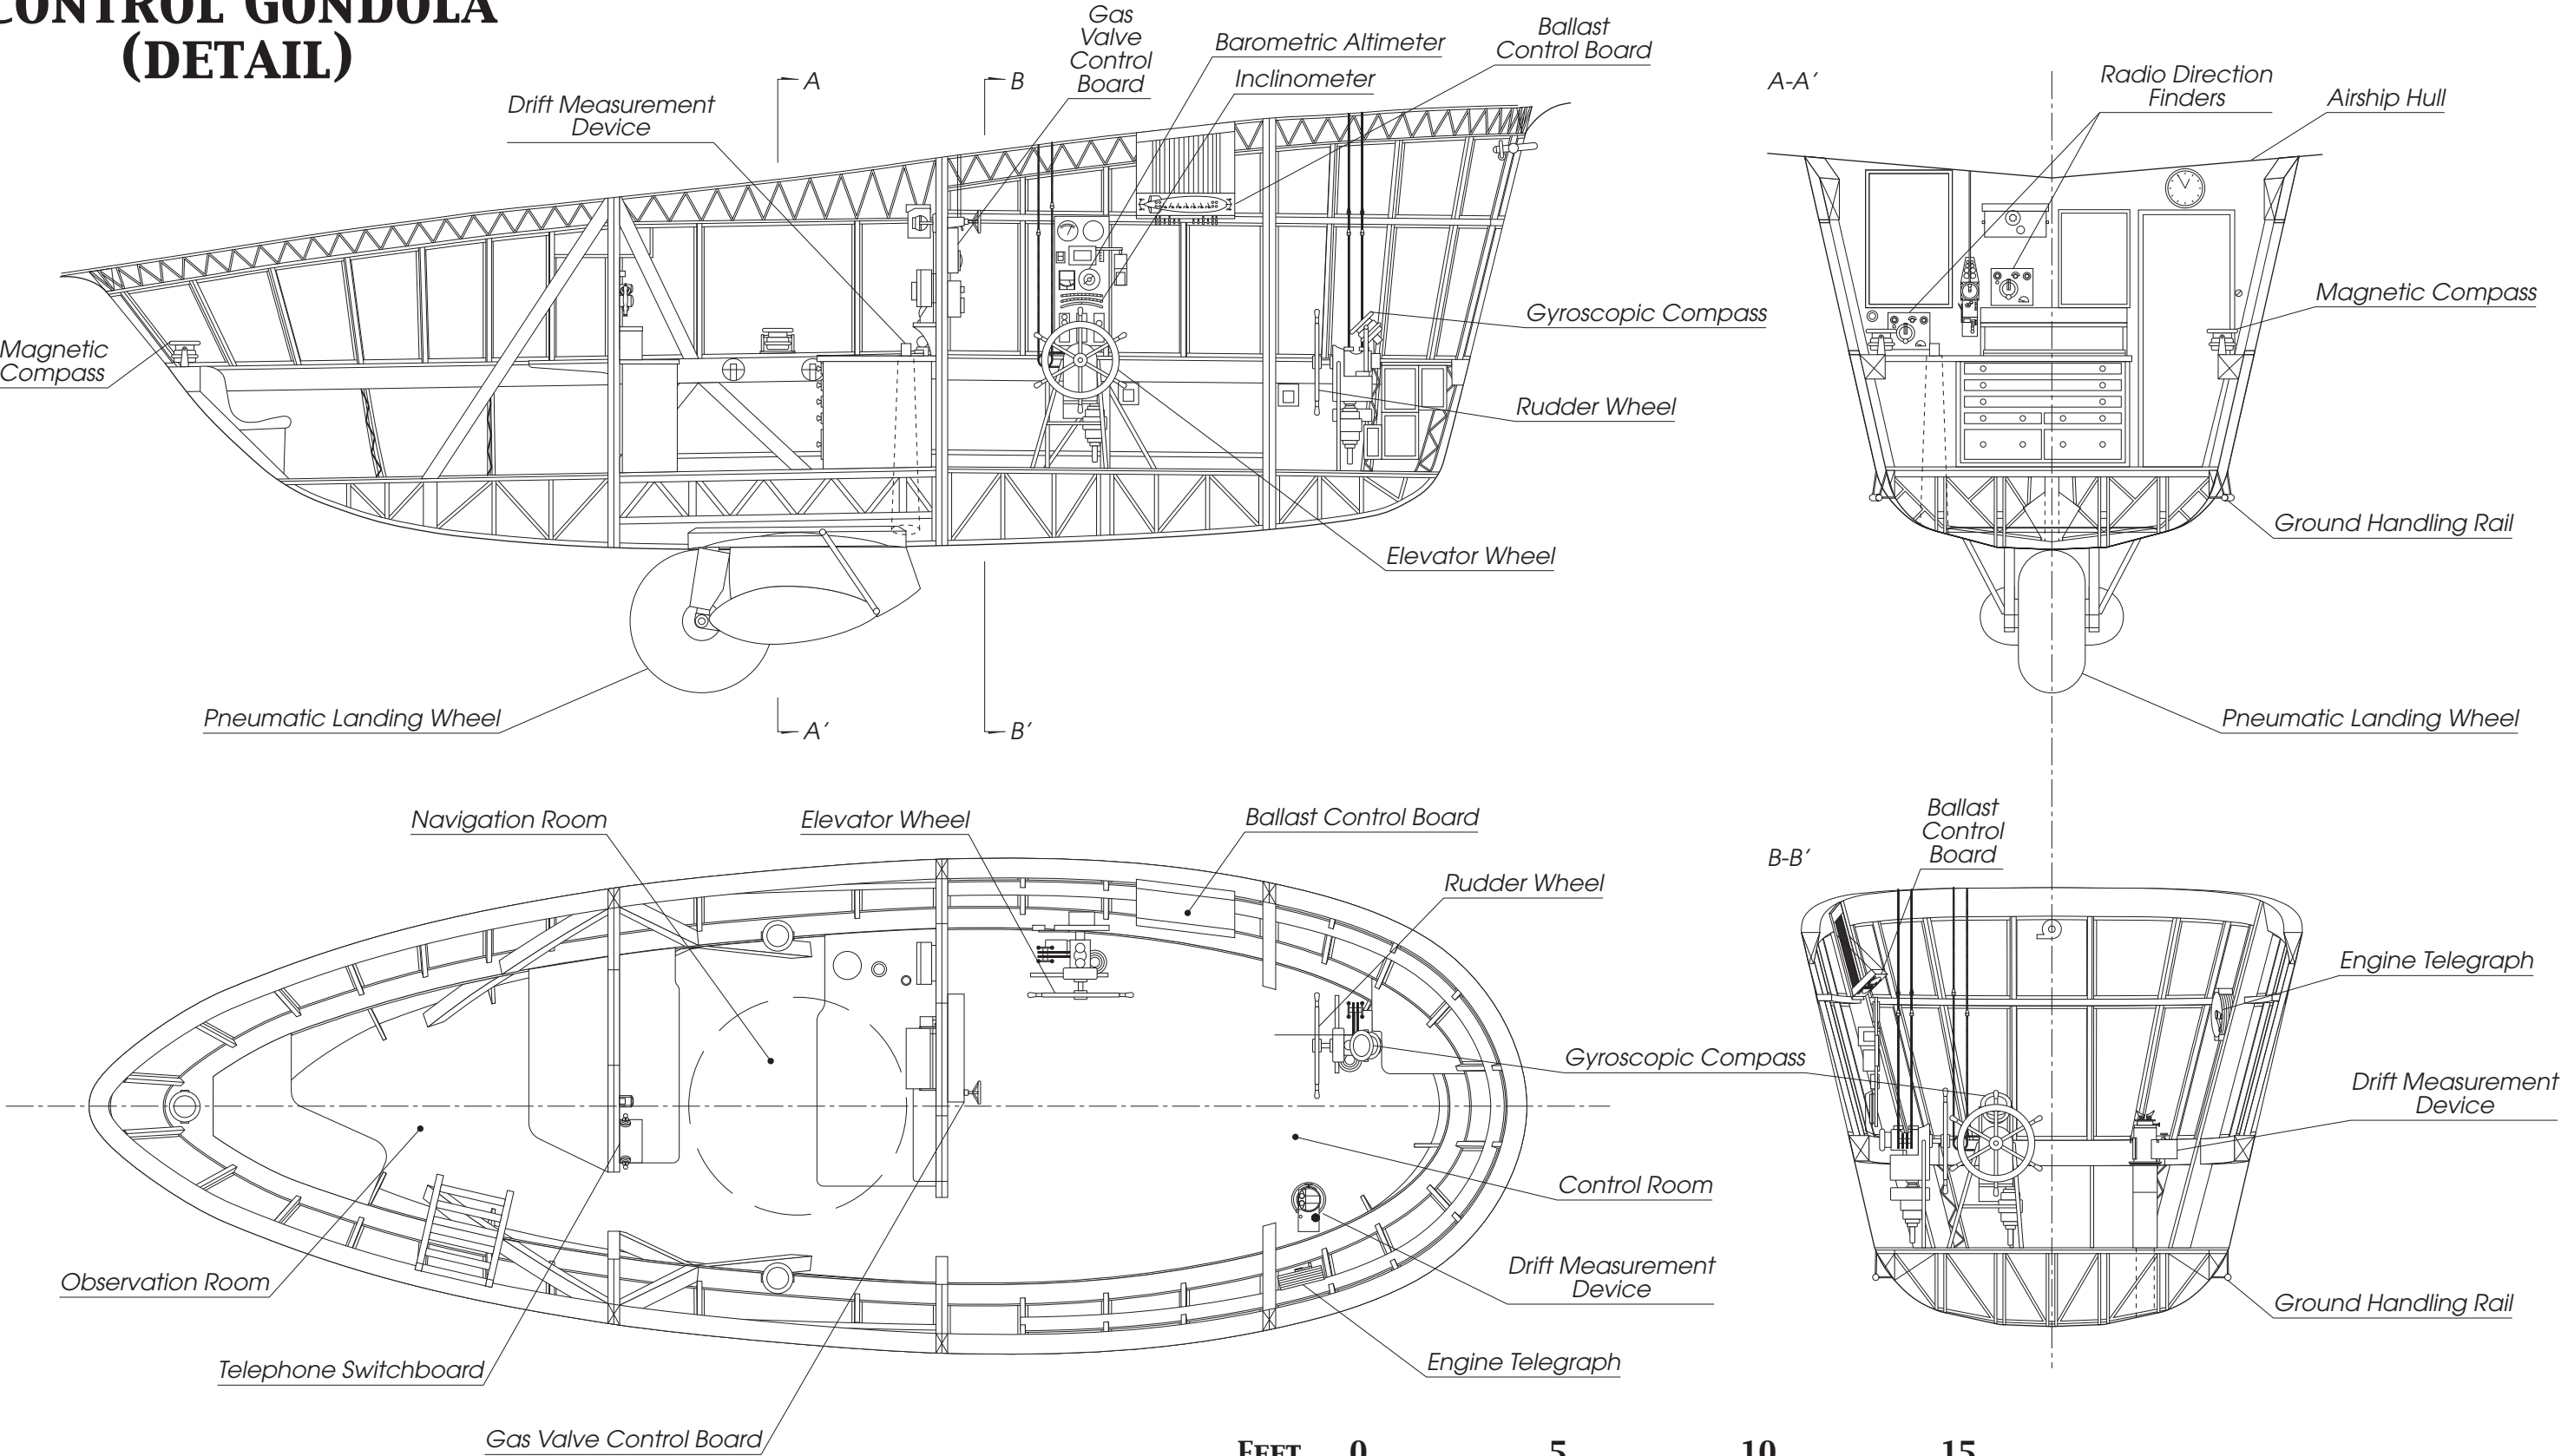 CONTROL GONDOLA
(DETAIL)
Gas
Valve
Control
Board
Barometric Altimeter
Inclinometer
Ballast
Control Board
Drift Measurement
Device
A
B
Magnetic
Compass
Gyroscopic Compass
Rudder Wheel
Elevator Wheel
Pneumatic Landing Wheel
A'
B'
A-A'
Radio Direction
Finders
Airship Hull
Magnetic Compass
Ground Handling Rail
Pneumatic Landing Wheel
Navigation Room
Elevator Wheel
Ballast Control Board
Rudder Wheel
Gyroscopic Compass
Control Room
Drift Measurement
Device
Engine Telegraph
Observation Room
Telephone Switchboard
Gas Valve Control Board
B-B'
Ballast
Control
Board
Engine Telegraph
Drift Measurement
Device
Ground Handling Rail
FEET 0 5 10 15